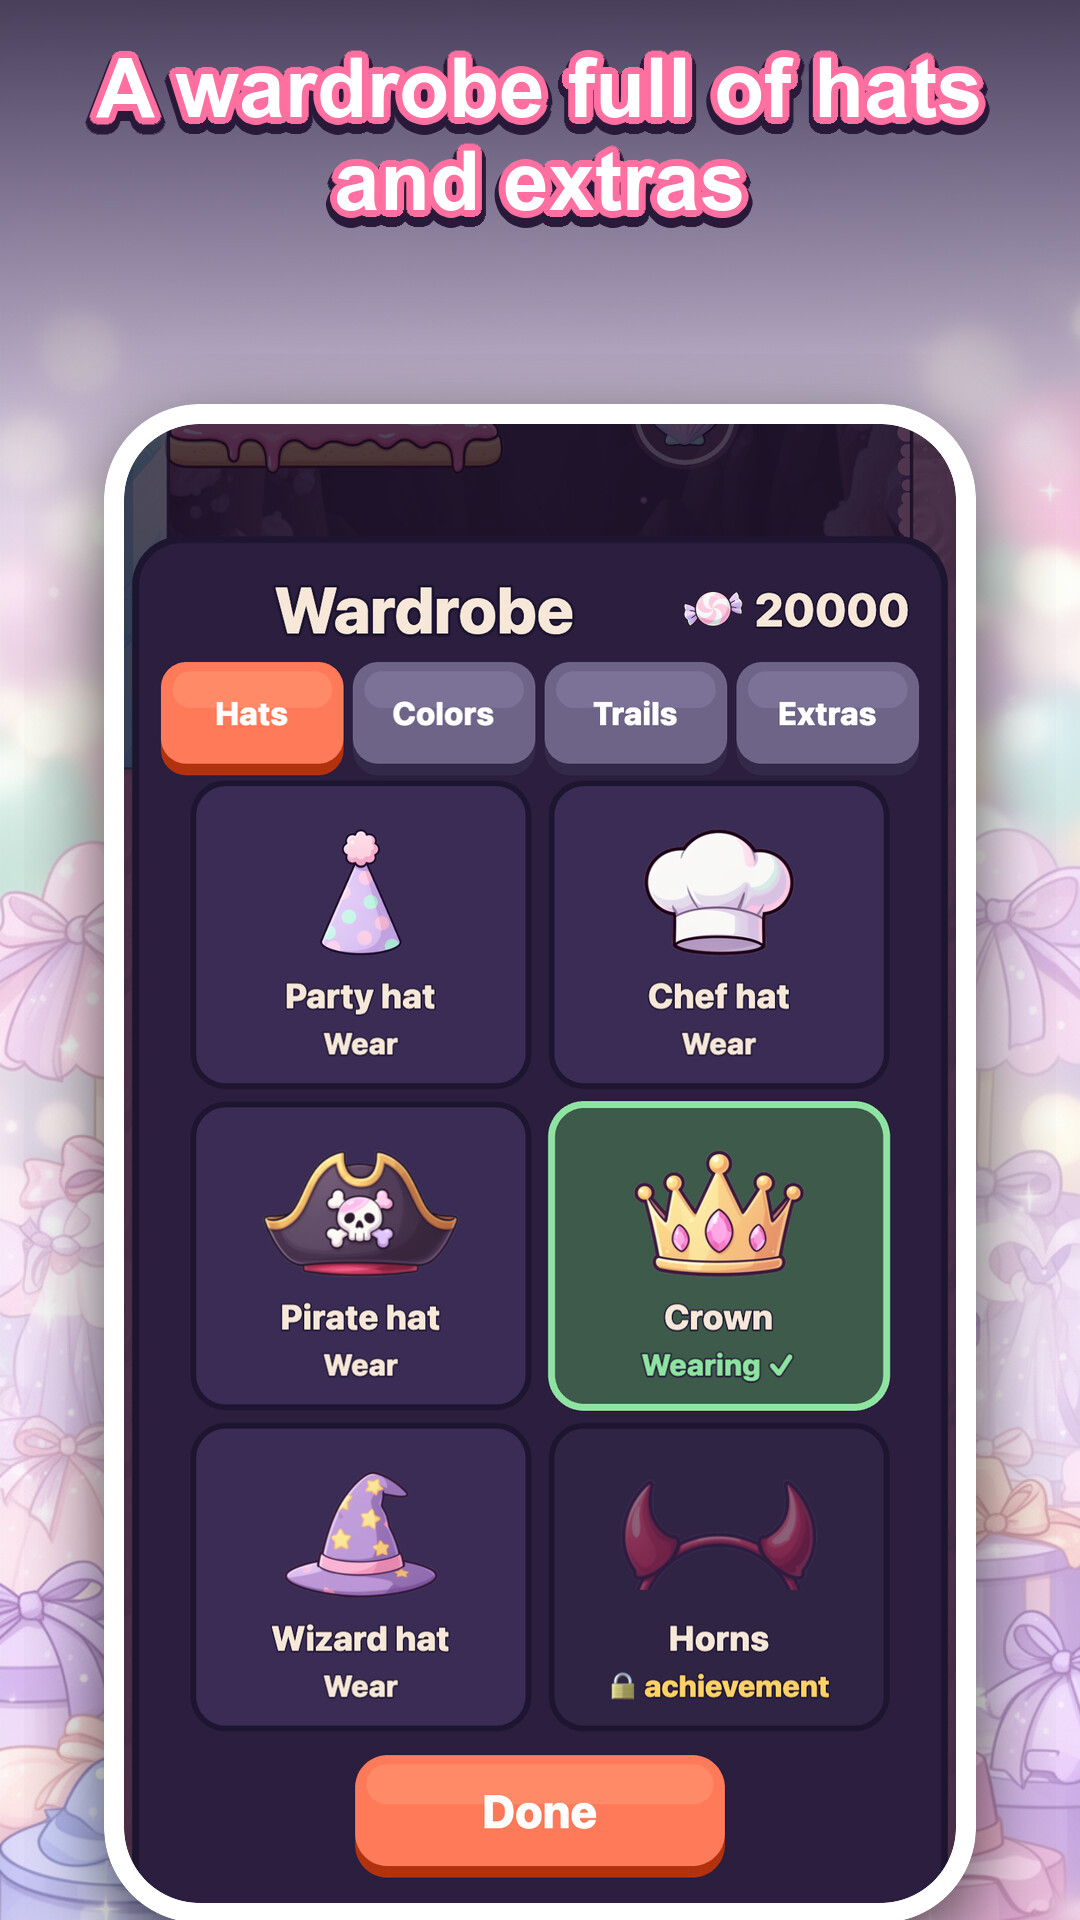 A wardrobe full of hats
and extras
Wardrobe
20000
Hats
Colors
Trails
Extras
Party hat
Wear
Chef hat
Wear
Pirate hat
Wear
Crown
Wearing ✓
Wizard hat
Wear
Horns
🔒 achievement
Done